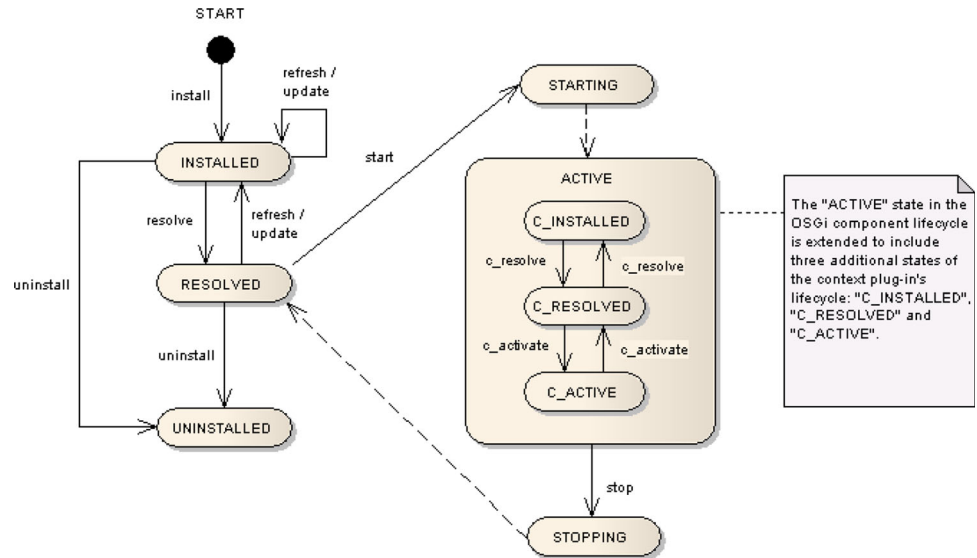 START
install
refresh /
update
INSTALLED
resolve
refresh /
update
uninstall
RESOLVED
uninstall
UNINSTALLED
start
STARTING
ACTIVE
C_INSTALLED
c_resolve
c_resolve
C_RESOLVED
c_activate
c_activate
C_ACTIVE
stop
STOPPING
The "ACTIVE" state in the
OSGi component lifecycle
is extended to include
three additional states of
the context plug-in's
lifecycle: "C_INSTALLED",
"C_RESOLVED" and
"C_ACTIVE".